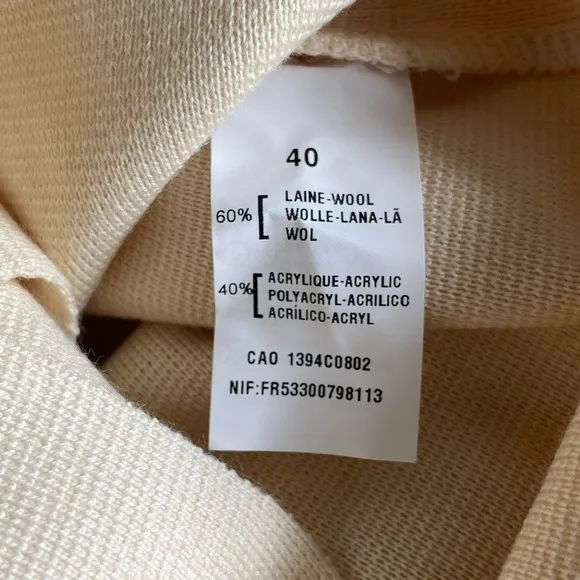 40
60% LAINE-WOOL
WOLLE-LANA-LÃ
WOL
40% ACRYLIQUE-ACRYLIC
POLYACRYL-ACRILICO
ACRÍLICO-ACRYL
CAO 1394C0802
NIF:FR53300798113